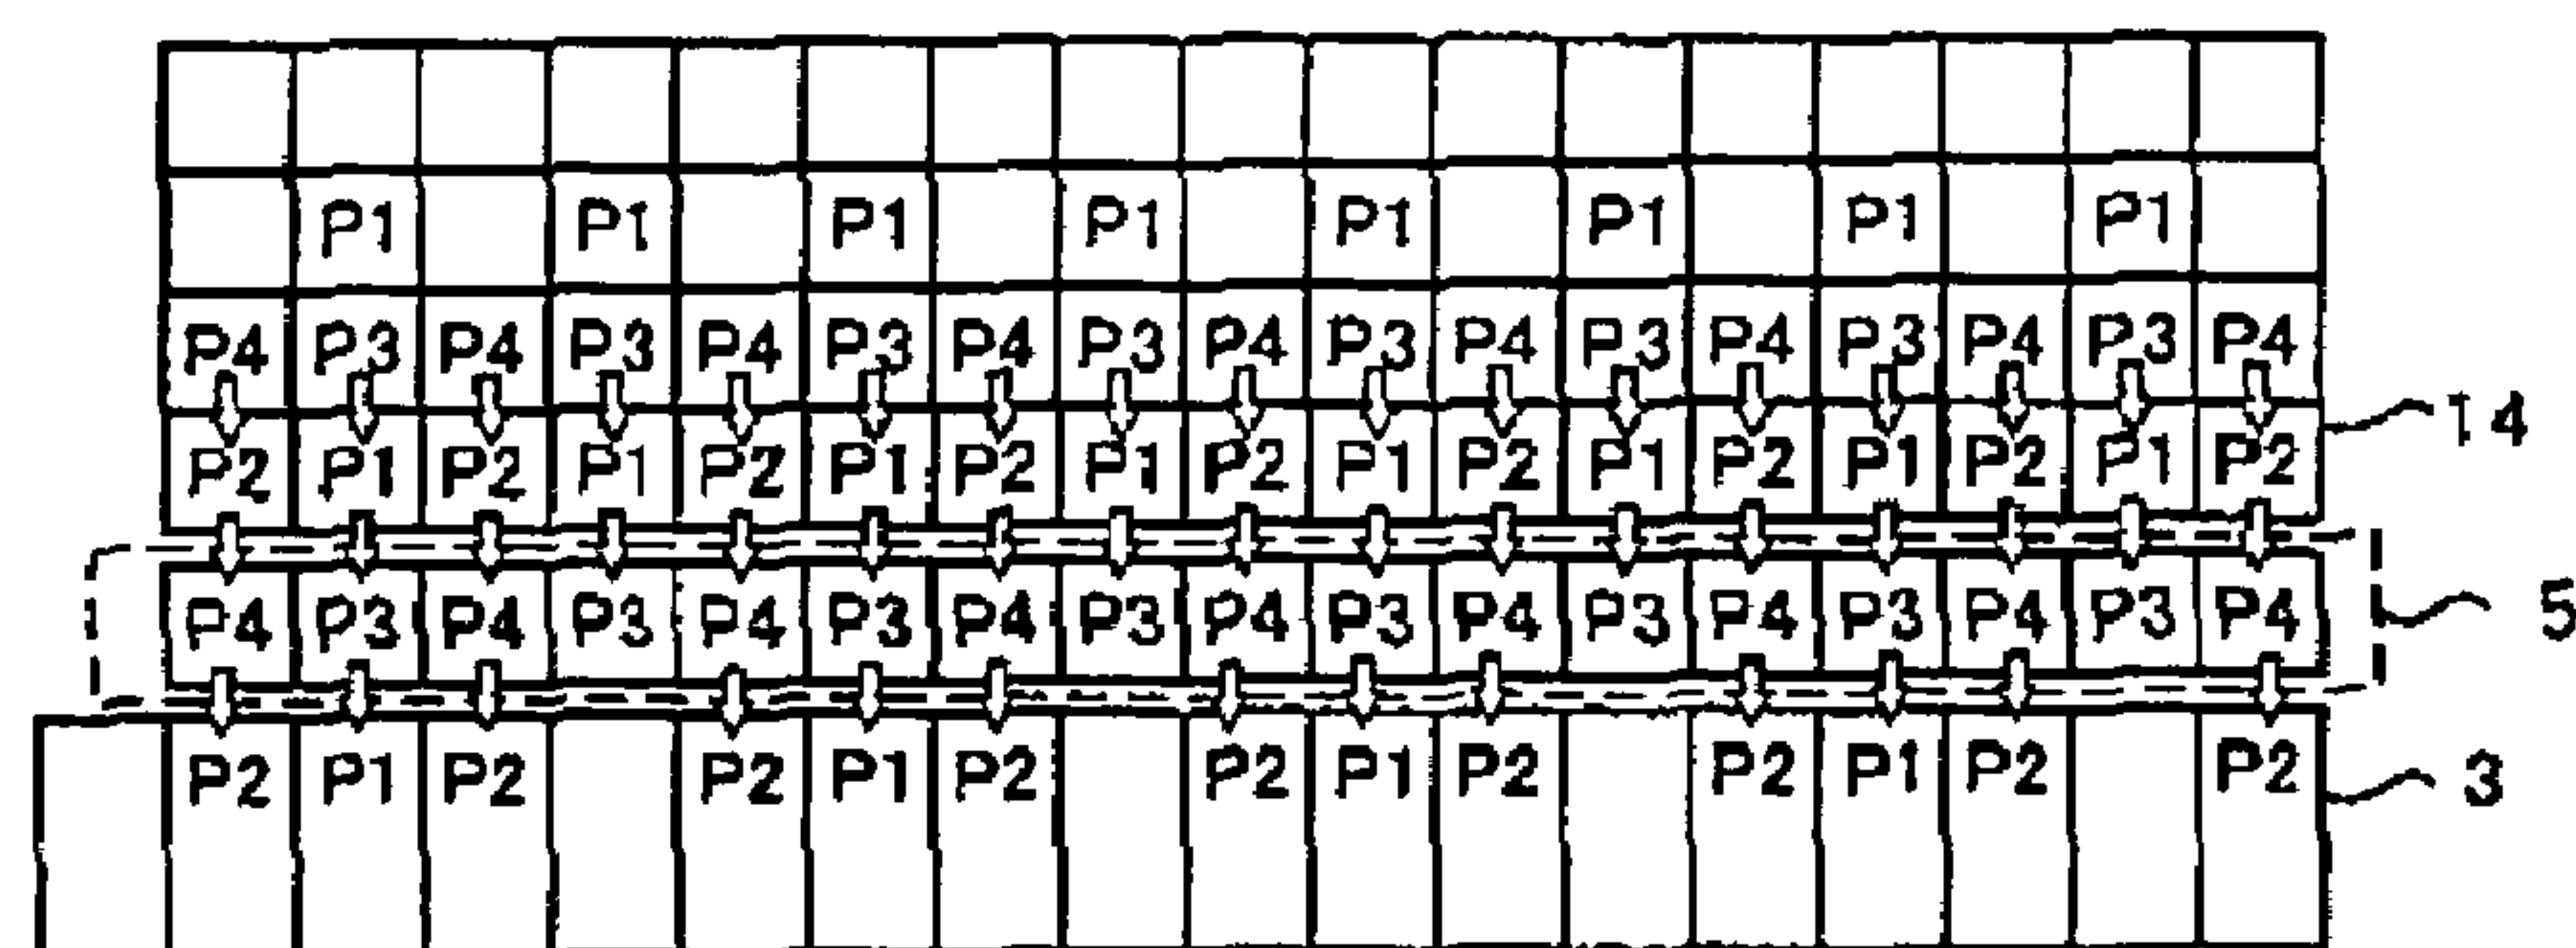 P1 P1 P1 P1 P1 P1 P1 P1
P4 P3 P4 P3 P4 P3 P4 P3 P4 P3 P4 P3 P4 P3 P4 P3 P4
14
P2 P1 P2 P1 P2 P1 P2 P1 P2 P1 P2 P1 P2 P1 P2 P1 P2
P4 P3 P4 P3 P4 P3 P4 P3 P4 P3 P4 P3 P4 P3 P4 P3 P4 5
P2 P1 P2 P2 P1 P2 P2 P1 P2 P2 P1 P2 P2 3